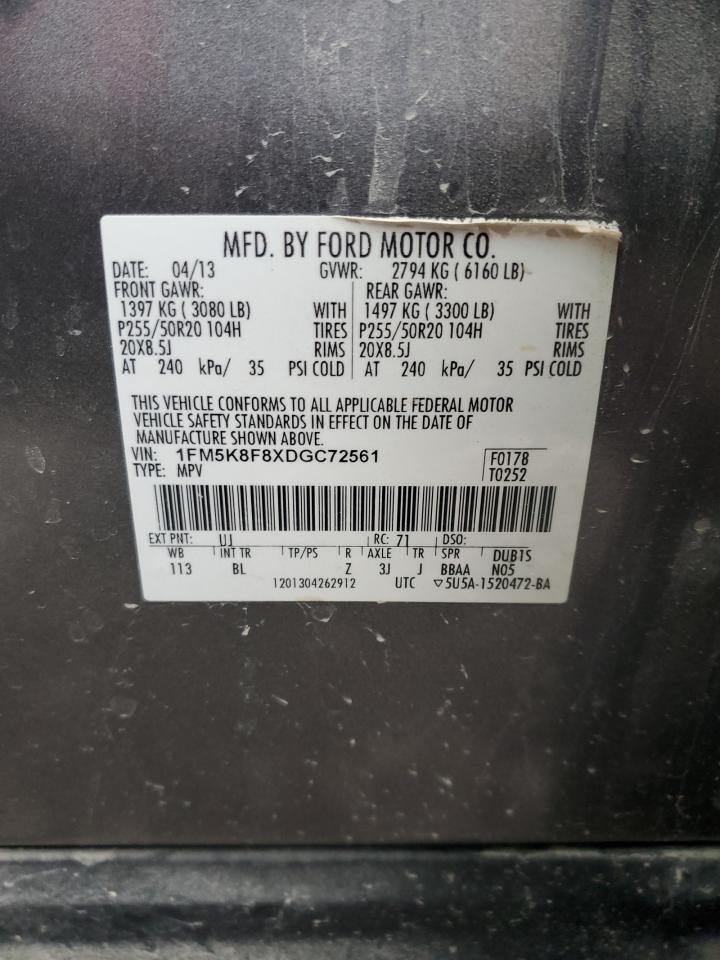 MFD. BY FORD MOTOR CO.
DATE: 04/13 GVWR: 2794 KG ( 6160 LB)
FRONT GAWR: REAR GAWR:
1397 KG ( 3080 LB) WITH 1497 KG ( 3300 LB) WITH
P255/50R20 104H TIRES P255/50R20 104H TIRES
20X8.5J RIMS 20X8.5J RIMS
AT 240 kPa/ 35 PSI COLD AT 240 kPa/ 35 PSI COLD
THIS VEHICLE CONFORMS TO ALL APPLICABLE FEDERAL MOTOR
VEHICLE SAFETY STANDARDS IN EFFECT ON THE DATE OF
MANUFACTURE SHOWN ABOVE.
VIN: 1FM5K8F8XDGC72561 F0178
TYPE: MPV T0252
EXT PNT: UJ RC: 71 DSO:
WB INT TR TP/PS R AXLE TR SPR DUB1S
113 BL Z 3J J BBAA N05
1201304262912 UTC ▽5U5A-1520472-BA